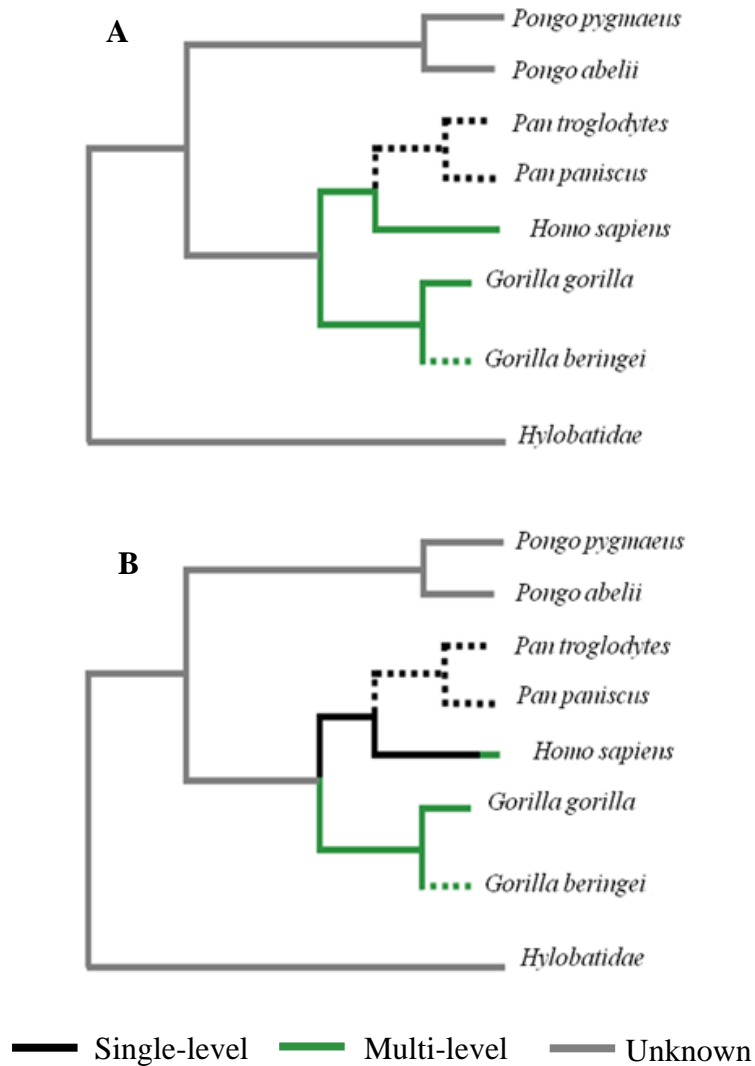 A
Pongo pygmaeus
Pongo abelii
Pan troglodytes
Pan paniscus
Homo sapiens
Gorilla gorilla
Gorilla beringei
Hylobatidae
B
Pongo pygmaeus
Pongo abelii
Pan troglodytes
Pan paniscus
Homo sapiens
Gorilla gorilla
Gorilla beringei
Hylobatidae
Single-level Multi-level Unknown